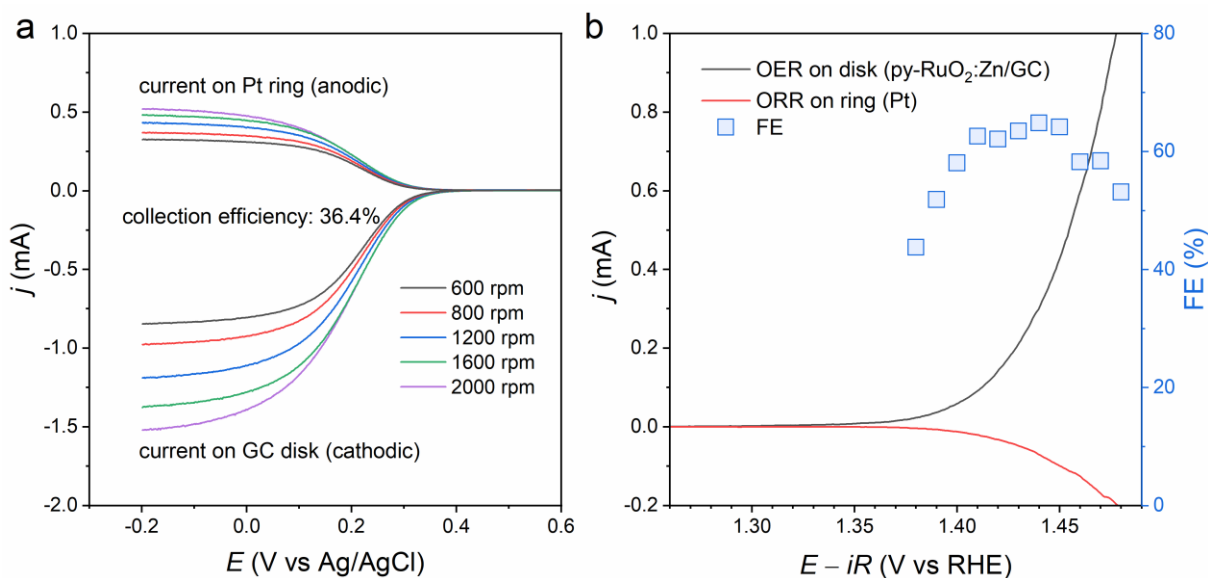 a
1.0
0.5
0.0
-0.5
-1.0
-1.5
-2.0
j (mA)
current on Pt ring (anodic)
collection efficiency: 36.4%
600 rpm
800 rpm
1200 rpm
1600 rpm
2000 rpm
current on GC disk (cathodic)
-0.2
0.0
0.2
0.4
0.6
E (V vs Ag/AgCl)
b
1.0
0.8
0.6
0.4
0.2
0.0
-0.2
j (mA)
OER on disk (py-RuO₂:Zn/GC)
ORR on ring (Pt)
FE
1.30
1.35
1.40
1.45
E – iR (V vs RHE)
80
60
40
20
0
FE (%)